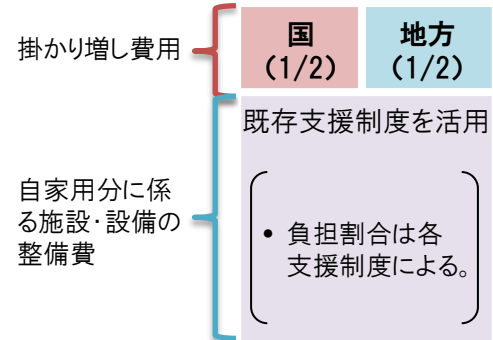 掛かり増し費用
国
(1/2)
地方
(1/2)
既存支援制度を活用
自家用分に係
る施設・設備の
整備費
• 負担割合は各
支援制度による。